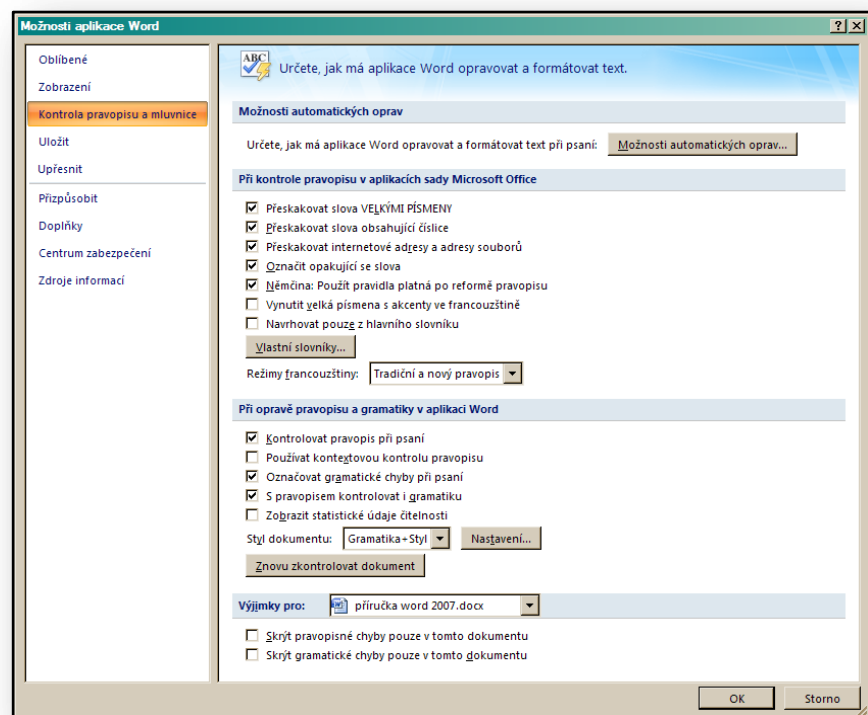 Možnosti aplikace Word
Oblíbené
Zobrazení
Kontrola pravopisu a mluvnice
Uložit
Upřesnit
Přizpůsobit
Doplňky
Centrum zabezpečení
Zdroje informací
ABC
Určete, jak má aplikace Word opravovat a formátovat text.
Možnosti automatických oprav
Určete, jak má aplikace Word opravovat a formátovat text při psaní: Možnosti automatických oprav...
Při kontrole pravopisu v aplikacích sady Microsoft Office
Přeskakovat slova VELKÝMI PÍSMENY
Přeskakovat slova obsahující číslice
Přeskakovat internetové adresy a adresy souborů
Označit opakující se slova
Němčina: Použít pravidla platná po reformě pravopisu
Vynutit velká písmena s akcenty ve francouzštině
Navrhovat pouze z hlavního slovníku
Vlastní slovníky...
Režimy francouzštiny: Tradiční a nový pravopis
Při opravě pravopisu a gramatiky v aplikaci Word
Kontrolovat pravopis při psaní
Používat kontextovou kontrolu pravopisu
Označovat gramatické chyby při psaní
S pravopisem kontrolovat i gramatiku
Zobrazit statistické údaje čitelnosti
Styl dokumentu: Gramatika+Styl Nastavení...
Znovu zkontrolovat dokument
Výjimky pro: příručka word 2007.docx
Skrýt pravopisné chyby pouze v tomto dokumentu
Skrýt gramatické chyby pouze v tomto dokumentu
OK Storno